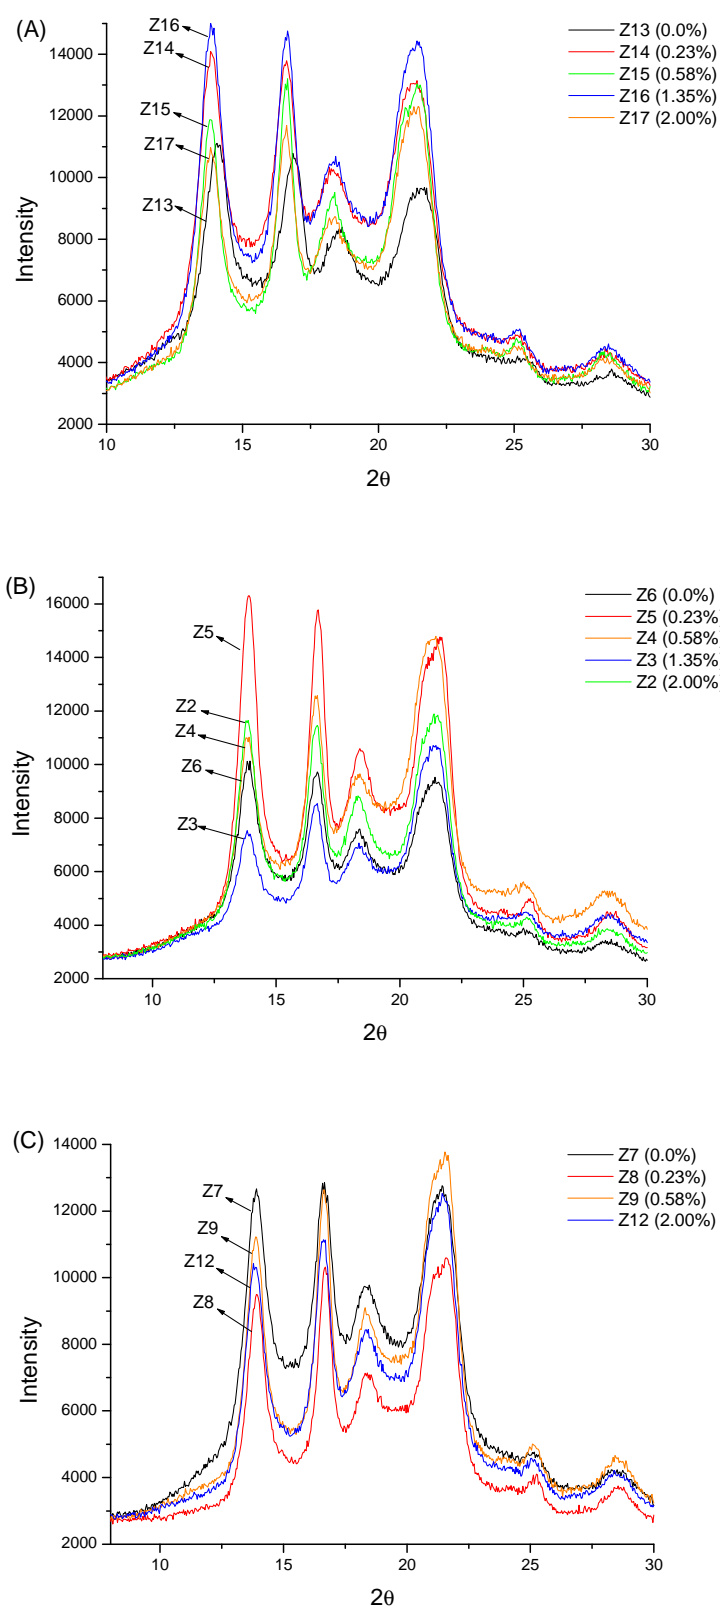 (A)
Z16
Z14
Z15
Z17
Z13
Z13 (0.0%)
Z14 (0.23%)
Z15 (0.58%)
Z16 (1.35%)
Z17 (2.00%)
14000
12000
10000
8000
6000
4000
2000
Intensity
10 15 20 25 30
2θ
(B)
Z5
Z2
Z4
Z6
Z3
Z6 (0.0%)
Z5 (0.23%)
Z4 (0.58%)
Z3 (1.35%)
Z2 (2.00%)
16000
14000
12000
10000
8000
6000
4000
2000
Intensity
10 15 20 25 30
2θ
(C)
Z7
Z9
Z12
Z8
Z7 (0.0%)
Z8 (0.23%)
Z9 (0.58%)
Z12 (2.00%)
14000
12000
10000
8000
6000
4000
2000
Intensity
10 15 20 25 30
2θ